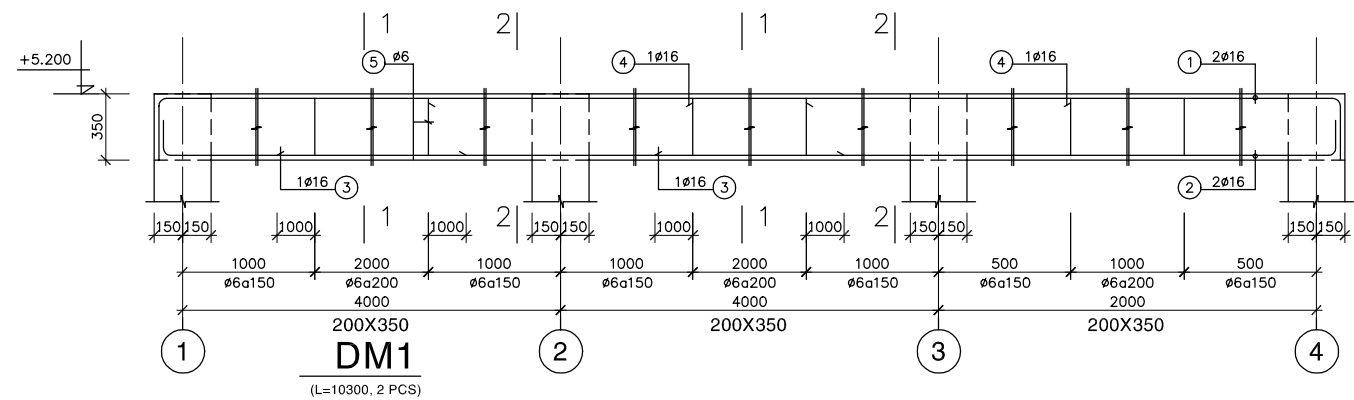 1 2 1 2
+5.200 5 ø6 4 1ø16 4 1ø16 1 2ø16
350
1ø16 3 1ø16 3 2 2ø16
1 2 1 2
150 150 1000 1000 150 150 1000 1000 150 150 150 150
1000 2000 1000 1000 2000 1000 500 1000 500
ø6a150 ø6a200 ø6a150 ø6a150 ø6a200 ø6a150 ø6a150 ø6a200 ø6a150
4000 4000 2000
200X350 200X350 200X350
1 2 3 4
DM1
(L=10300, 2 PCS)